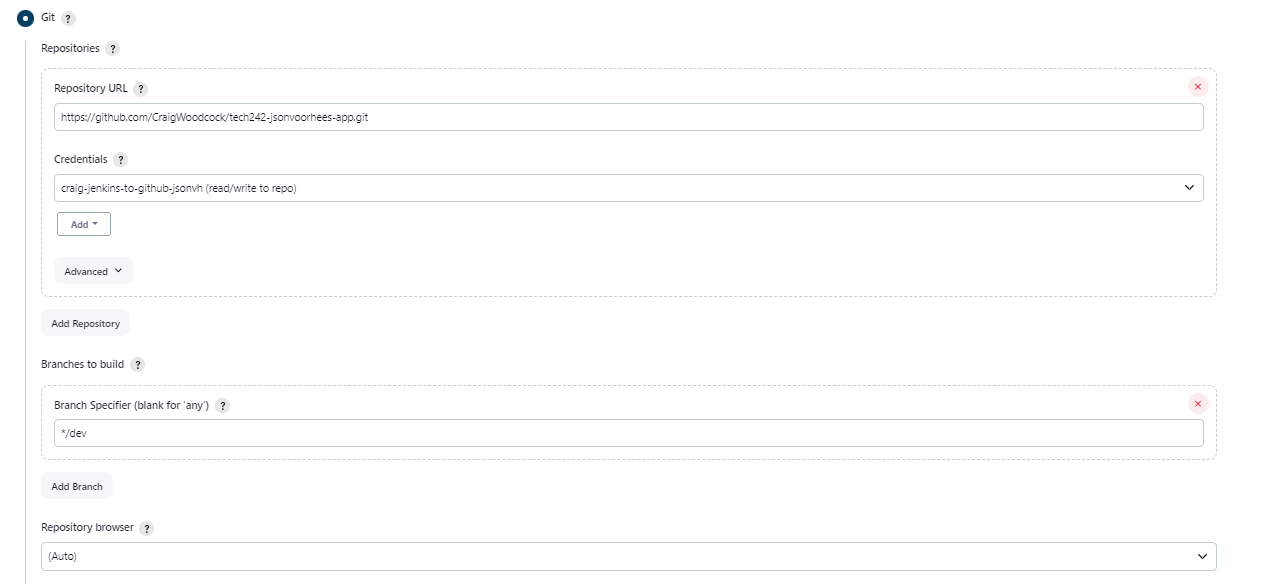 Git ?
Repositories ?
Repository URL ?
https://github.com/CraigWoodcock/tech242-jsonvoorhees-app.git
Credentials ?
craig-jenkins-to-github-jsonvh (read/write to repo)
Add
Advanced
Add Repository
Branches to build ?
Branch Specifier (blank for 'any') ?
*/dev
Add Branch
Repository browser ?
(Auto)